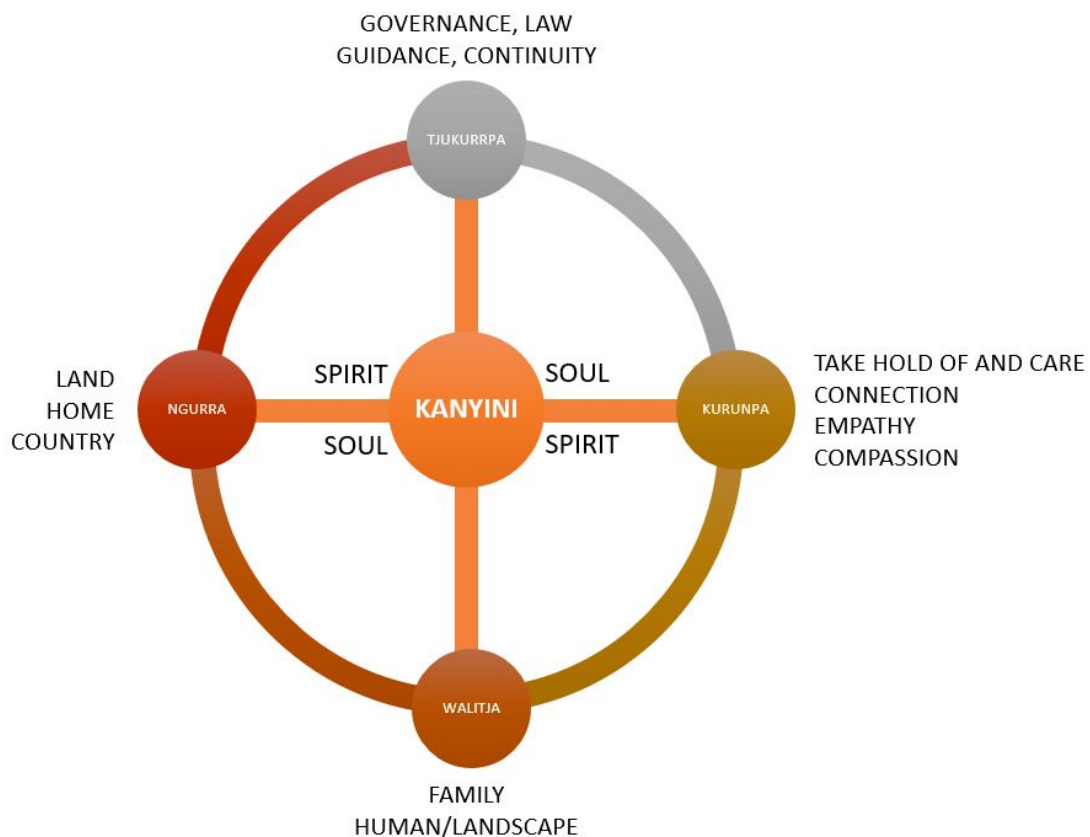 GOVERNANCE, LAW
GUIDANCE, CONTINUITY
TJUKURRPA
LAND
HOME
COUNTRY
NGURRA
SPIRIT
SOUL
KANYINI
SOUL
SPIRIT
KURUNPA
TAKE HOLD OF AND CARE
CONNECTION
EMPATHY
COMPASSION
WALITJA
FAMILY
HUMAN/LANDSCAPE